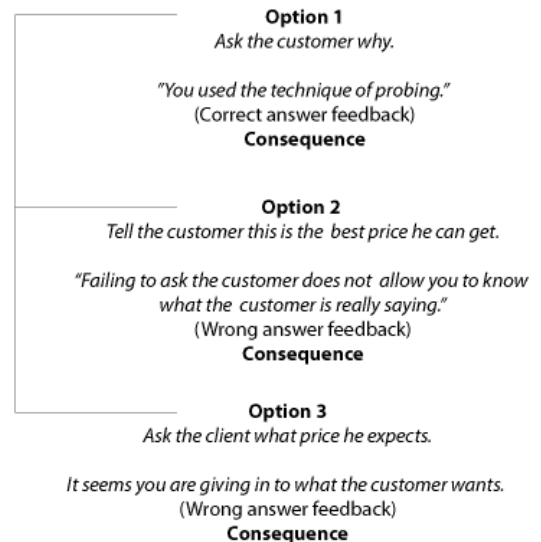 Option 1
Ask the customer why.
"You used the technique of probing."
(Correct answer feedback)
Consequence
Option 2
Tell the customer this is the best price he can get.
"Failing to ask the customer does not allow you to know
what the customer is really saying."
(Wrong answer feedback)
Consequence
Option 3
Ask the client what price he expects.
It seems you are giving in to what the customer wants.
(Wrong answer feedback)
Consequence